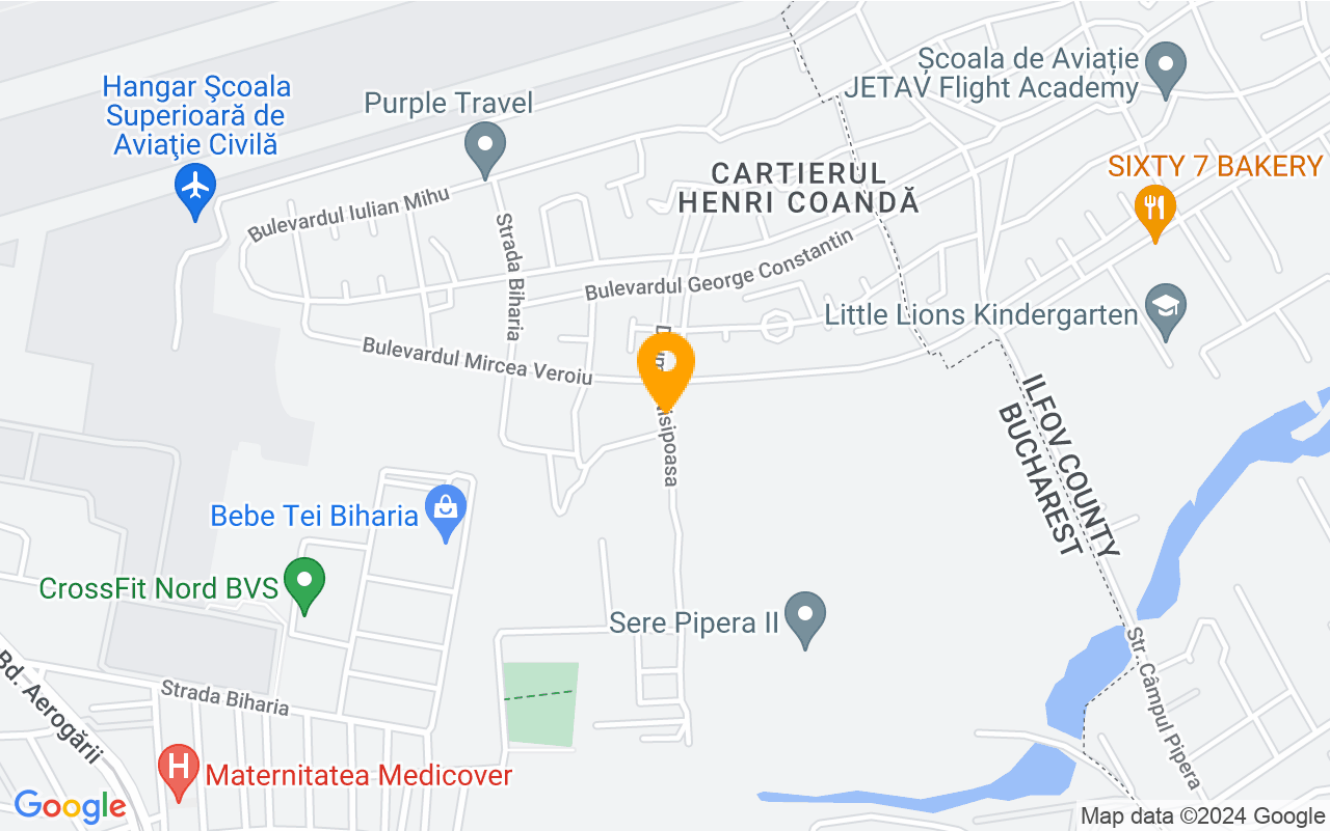 Școala de Aviație
JETAV Flight Academy
Hangar Şcoala
Superioară de
Aviaţie Civilă
Purple Travel
SIXTY 7 BAKERY
CARTIERUL
HENRI COANDĂ
Bulevardul Iulian Mihu
Strada Biharia
Bulevardul George Constantin
Little Lions Kindergarten
Bulevardul Mircea Veroiu
Nisipoasa
ILFOV COUNTY
BUCHAREST
Bebe Tei Biharia
CrossFit Nord BVS
Sere Pipera II
Str. Câmpul Pipera
Bd. Aerogării
Strada Biharia
Maternitatea Medicover
Google
Map data ©2024 Google